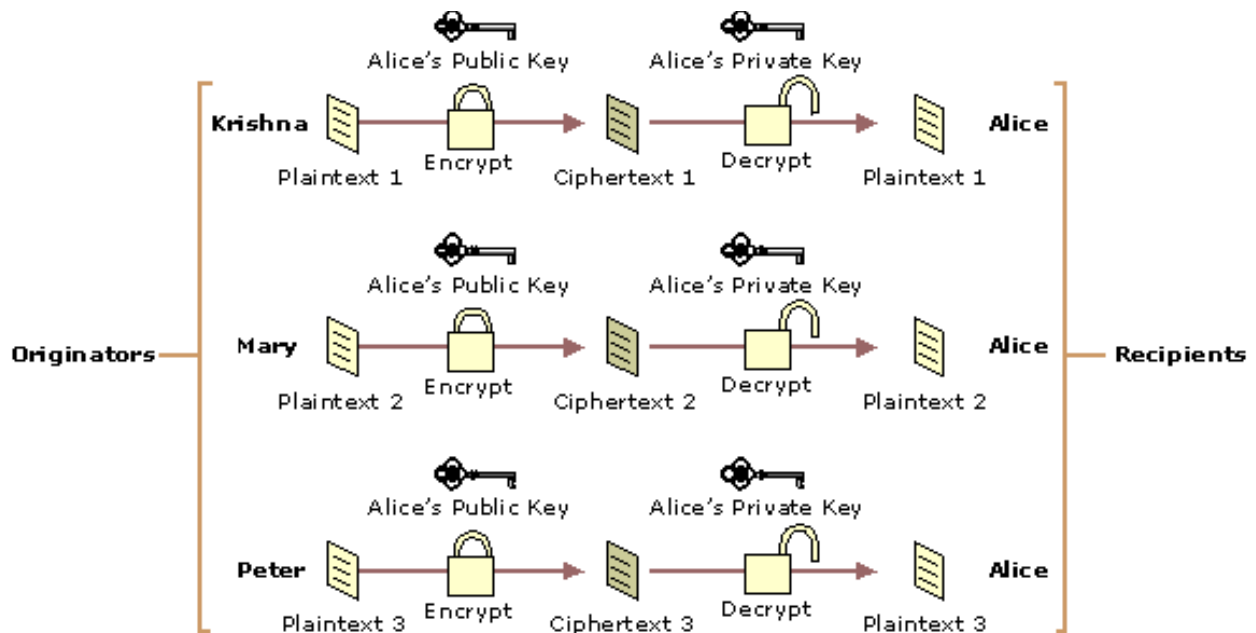 Alice's Public Key Alice's Private Key
Krishna Alice
Encrypt Decrypt
Plaintext 1 Ciphertext 1 Plaintext 1
Alice's Public Key Alice's Private Key
Originators Mary Alice Recipients
Encrypt Decrypt
Plaintext 2 Ciphertext 2 Plaintext 2
Alice's Public Key Alice's Private Key
Peter Alice
Encrypt Decrypt
Plaintext 3 Ciphertext 3 Plaintext 3